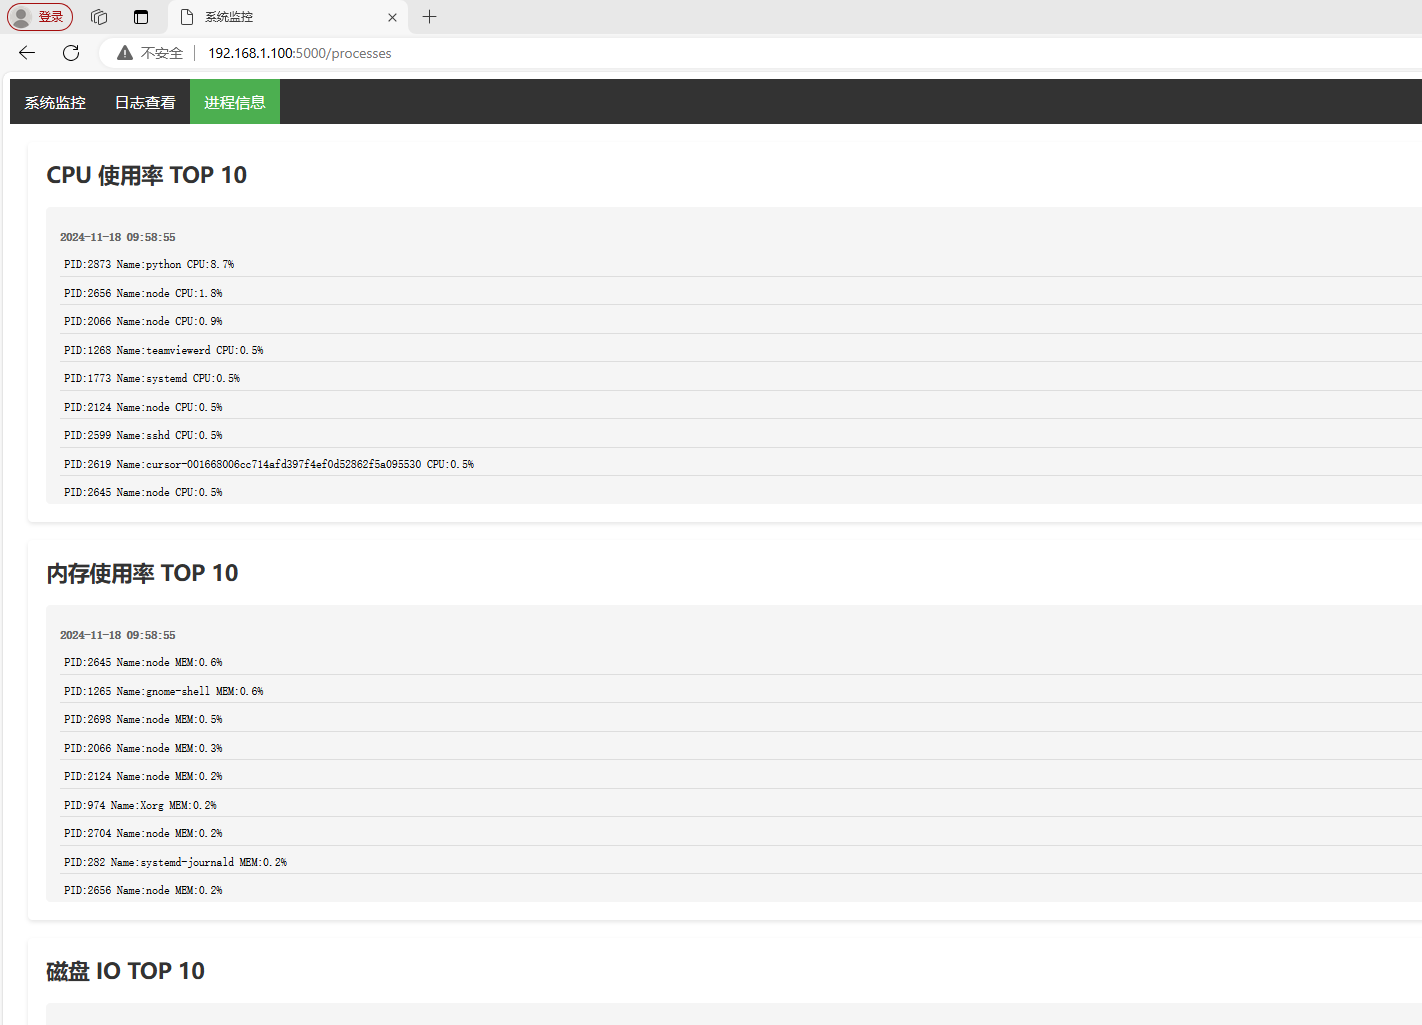 登录
系统监控
不安全
192.168.1.100:5000/processes
系统监控 日志查看 进程信息
CPU 使用率 TOP 10
2024-11-18 09:58:55
PID:2873 Name:python CPU:8.7%
PID:2656 Name:node CPU:1.8%
PID:2066 Name:node CPU:0.9%
PID:1268 Name:teamviewerd CPU:0.5%
PID:1773 Name:systemd CPU:0.5%
PID:2124 Name:node CPU:0.5%
PID:2599 Name:sshd CPU:0.5%
PID:2619 Name:cursor-001668006cc714afd397f4ef0d52862f5a095530 CPU:0.5%
PID:2645 Name:node CPU:0.5%
内存使用率 TOP 10
2024-11-18 09:58:55
PID:2645 Name:node MEM:0.6%
PID:1265 Name:gnome-shell MEM:0.6%
PID:2698 Name:node MEM:0.5%
PID:2066 Name:node MEM:0.3%
PID:2124 Name:node MEM:0.2%
PID:974 Name:Xorg MEM:0.2%
PID:2704 Name:node MEM:0.2%
PID:282 Name:systemd-journald MEM:0.2%
PID:2656 Name:node MEM:0.2%
磁盘 IO TOP 10